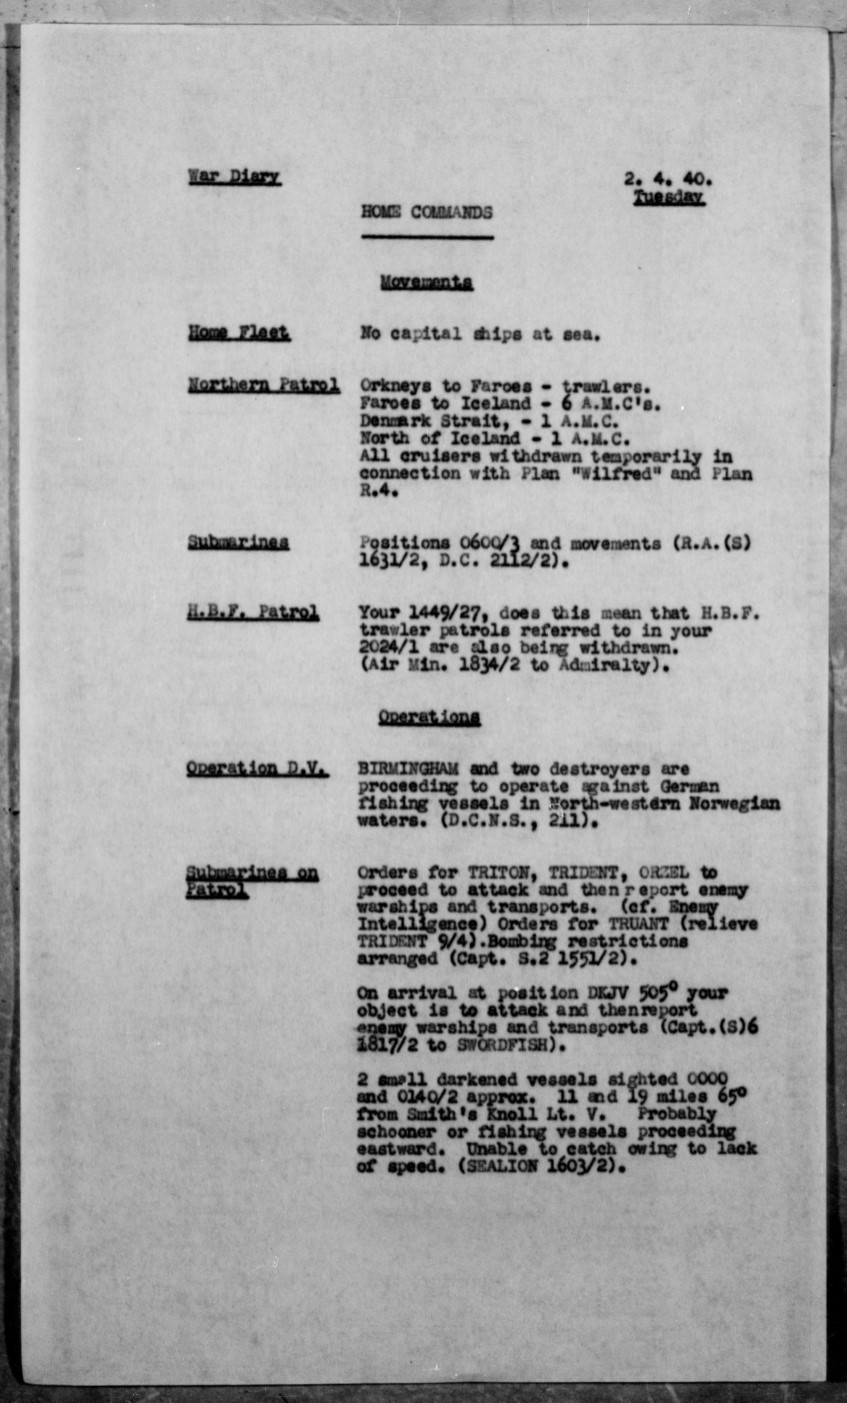 War Diary
2. 4. 40.
Tuesday
HOME COMMANDS
Movements
Home Fleet
No capital ships at sea.
Northern Patrol
Orkneys to Faroes - trawlers.
Faroes to Iceland - 6 A.M.C's.
Denmark Strait, - 1 A.M.C.
North of Iceland - 1 A.M.C.
All cruisers withdrawn temporarily in
connection with Plan "Wilfred" and Plan
R.4.
Submarines
Positions 0600/3 and movements (R.A.(S)
1631/2, D.C. 2112/2).
H.B.F. Patrol
Your 1449/27, does this mean that H.B.F.
trawler patrols referred to in your
2024/1 are also being withdrawn.
(Air Min. 1834/2 to Admiralty).
Operations
Operation D.V.
BIRMINGHAM and two destroyers are
proceeding to operate against German
fishing vessels in North-western Norwegian
waters. (D.C.N.S.,
Submarines on
Patrol
Orders for TRITON, TRIDENT, ORZEL to
proceed to attack and then report enemy
warships and transports. (cf. Enemy
Intelligence) Orders for TRUANT (relieve
TRIDENT 9/4).Bombing restrictions
arranged (Capt. S.2 1551/2).
On arrival at position DKJV 505° your
object is to attack and thenreport
enemy warships and transports (Capt.(S)6
1817/2 to SWORDFISH).
2 small darkened vessels sighted 0000
and 0140/2 approx. 11 and 19 miles 65°
from Smith's Knoll Lt. V. Probably
schooner or fishing vessels proceeding
eastward. Unable to catch owing to lack
of speed. (SEALION 1603/2).